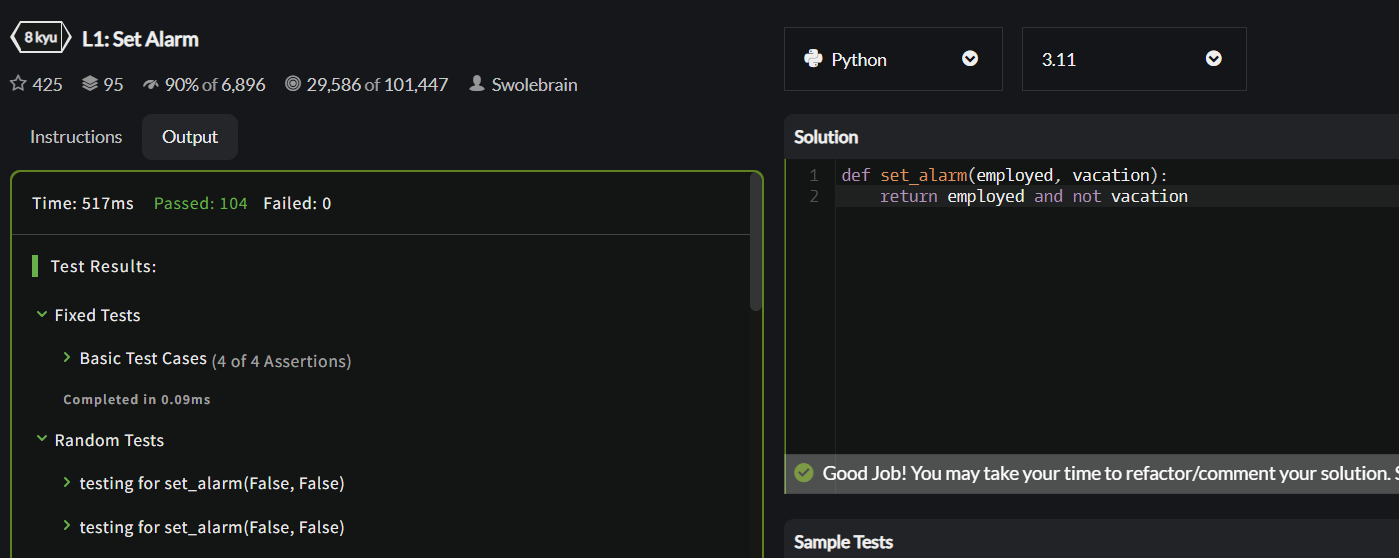 8 kyu L1: Set Alarm
425 95 90% of 6,896 29,586 of 101,447 Swolebrain
Instructions Output
Time: 517ms Passed: 104 Failed: 0
Test Results:
Fixed Tests
Basic Test Cases (4 of 4 Assertions)
Completed in 0.09ms
Random Tests
testing for set_alarm(False, False)
testing for set_alarm(False, False)
Python 3.11
Solution
1 def set_alarm(employed, vacation):
2     return employed and not vacation
Good Job! You may take your time to refactor/comment your solution. S
Sample Tests